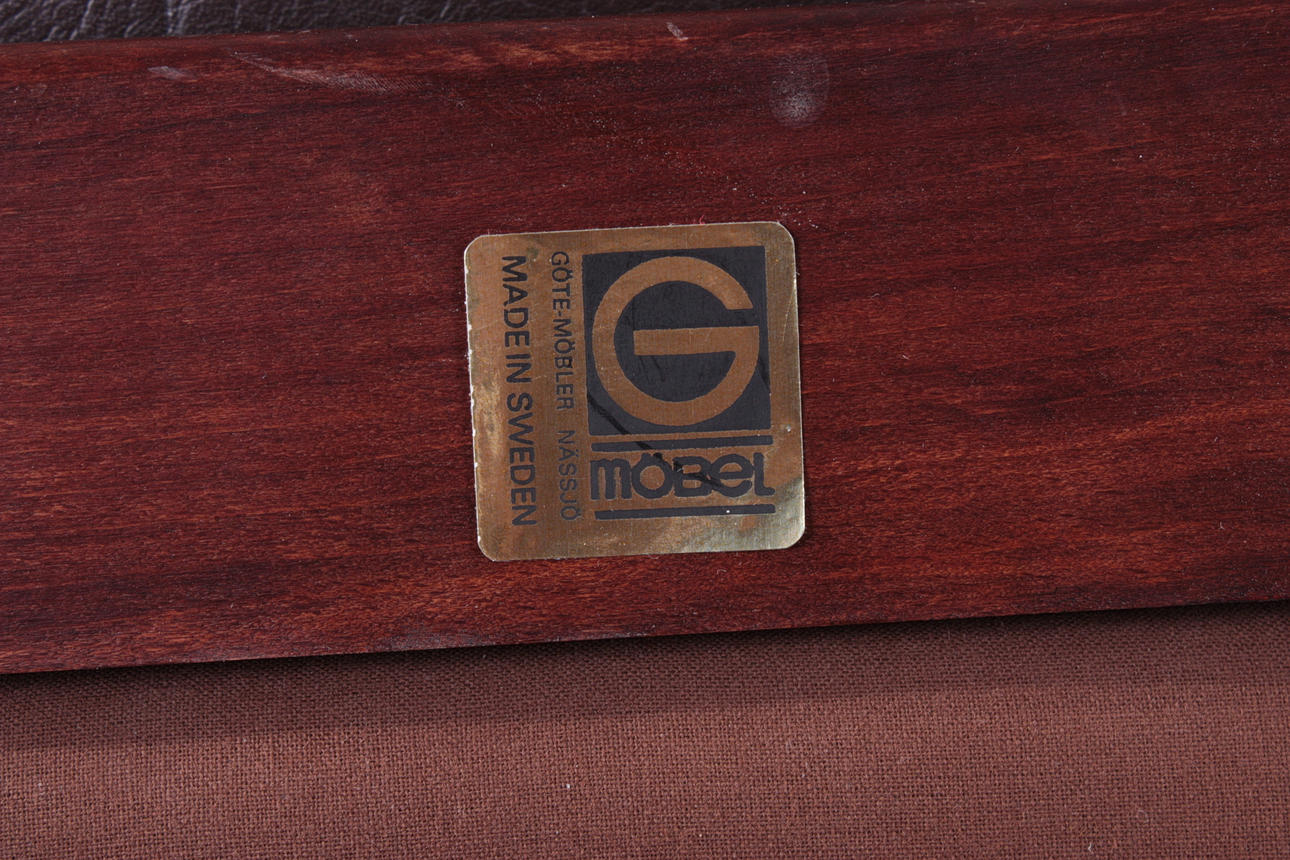 G
möBeL
GÖTE-MÖBLER NÄSSJÖ
MADE IN SWEDEN